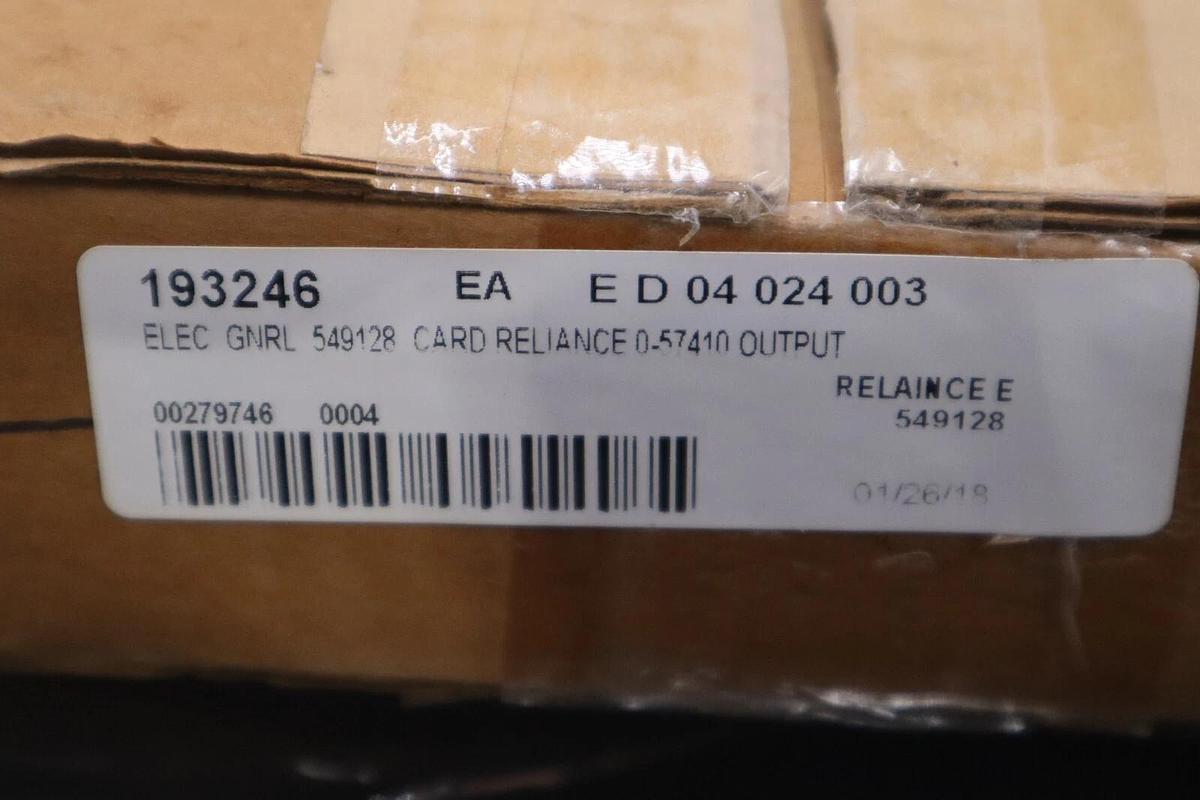 193246 EA E D 04 024 003
ELEC GNRL 549128 CARD RELIANCE 0-57410 OUTPUT
RELAINCE E
00279746 0004
549128
01/26/18